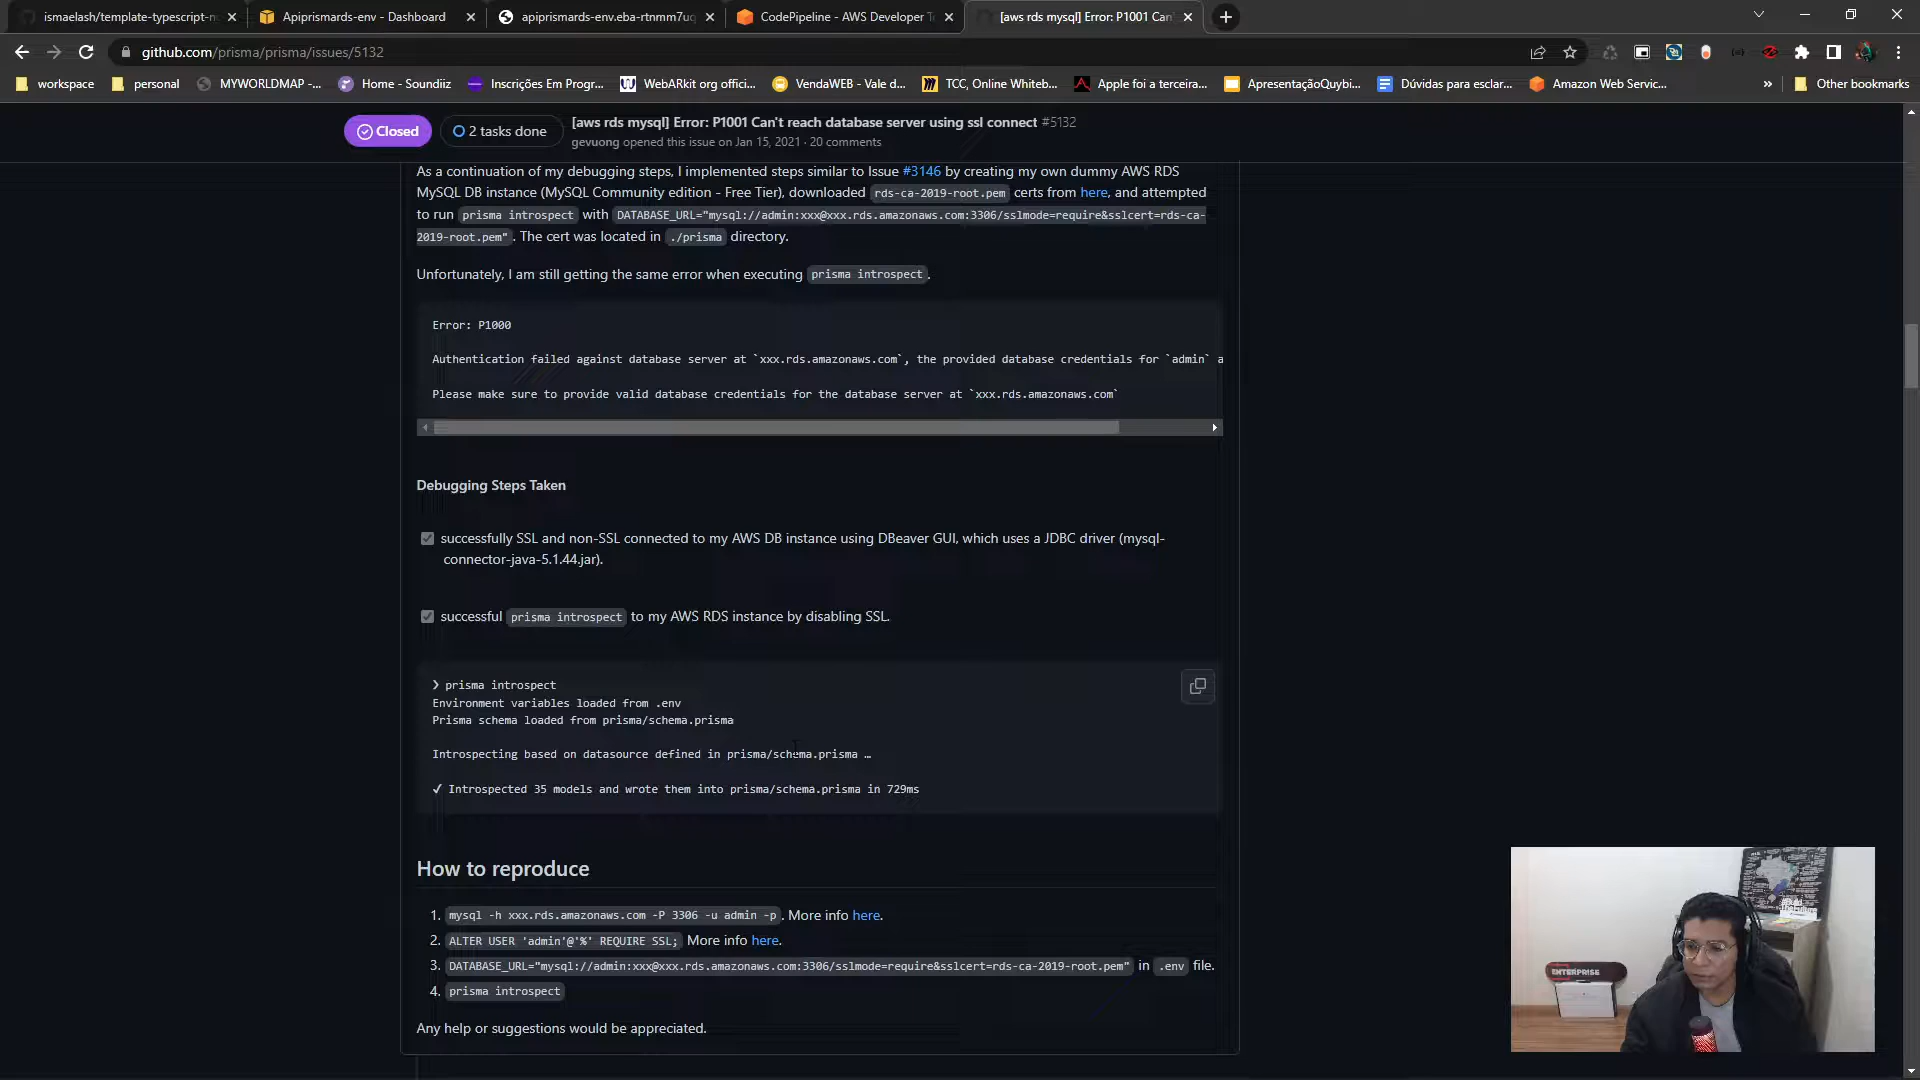 ismaelash/template-typescript-n
Apiprismards-env - Dashboard
apiprismards-env.eba-rtnmm7uq
CodePipeline - AWS Developer T
[aws rds mysql] Error: P1001 Can'
github.com/prisma/prisma/issues/5132
workspace
personal
MYWORLDMAP -...
Home - Soundiiz
Inscrições Em Progr...
WebARkit org offici...
VendaWEB - Vale d...
TCC, Online Whiteb...
Apple foi a terceira...
ApresentaçãoQuybi...
Dúvidas para esclar...
Amazon Web Servic...
»
Other bookmarks
Closed
2 tasks done
[aws rds mysql] Error: P1001 Can't reach database server using ssl connect #5132
gevuong opened this issue on Jan 15, 2021 · 20 comments
As a continuation of my debugging steps, I implemented steps similar to Issue #3146 by creating my own dummy AWS RDS
MySQL DB instance (MySQL Community edition - Free Tier), downloaded rds-ca-2019-root.pem certs from here, and attempted
to run prisma introspect with DATABASE_URL="mysql://admin:xxx@xxx.rds.amazonaws.com:3306/sslmode=require&sslcert=rds-ca-
2019-root.pem". The cert was located in ./prisma directory.
Unfortunately, I am still getting the same error when executing prisma introspect.
Error: P1000
Authentication failed against database server at `xxx.rds.amazonaws.com`, the provided database credentials for `admin` a
Please make sure to provide valid database credentials for the database server at `xxx.rds.amazonaws.com`
Debugging Steps Taken
successfully SSL and non-SSL connected to my AWS DB instance using DBeaver GUI, which uses a JDBC driver (mysql-
connector-java-5.1.44.jar).
successful prisma introspect to my AWS RDS instance by disabling SSL.
❯ prisma introspect
Environment variables loaded from .env
Prisma schema loaded from prisma/schema.prisma
Introspecting based on datasource defined in prisma/schema.prisma …
✔ Introspected 35 models and wrote them into prisma/schema.prisma in 729ms
How to reproduce
1. mysql -h xxx.rds.amazonaws.com -P 3306 -u admin -p. More info here.
2. ALTER USER 'admin'@'%' REQUIRE SSL; More info here.
3. DATABASE_URL="mysql://admin:xxx@xxx.rds.amazonaws.com:3306/sslmode=require&sslcert=rds-ca-2019-root.pem" in .env file.
4. prisma introspect
Any help or suggestions would be appreciated.
ENTERPRISE